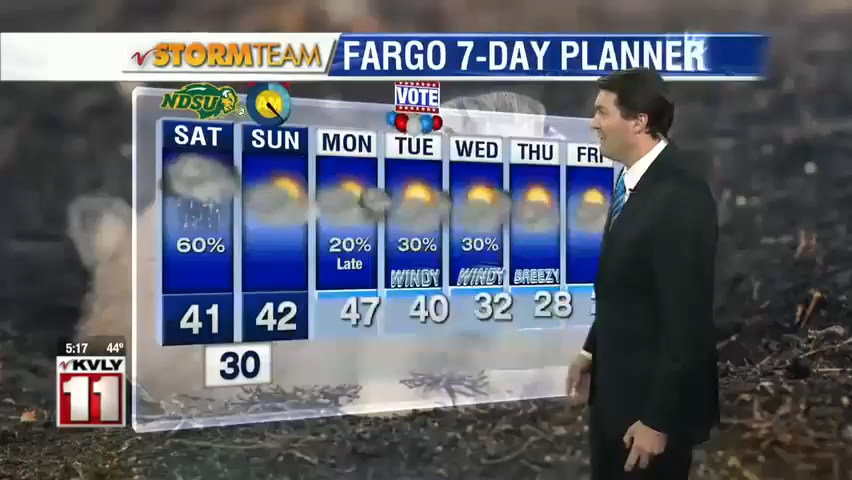 STORMTEAM FARGO 7-DAY PLANNER
NDSU
VOTE
SAT SUN MON TUE WED THU FRI
60% 20% 30% 30%
Late
WINDY WINDY BREEZY
41 42 47 40 32 28
30
5:17 44°
KVLY
11